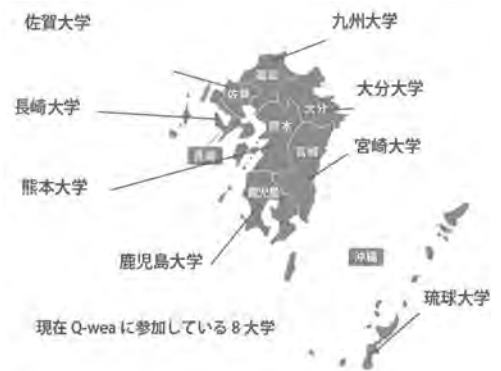 佐賀大学
九州大学
福岡
佐賀
大分
大分大学
長崎大学
熊本
長崎
宮崎
宮崎大学
熊本大学
鹿児島
鹿児島大学
沖縄
琉球大学
現在 Q-wea に参加している 8 大学